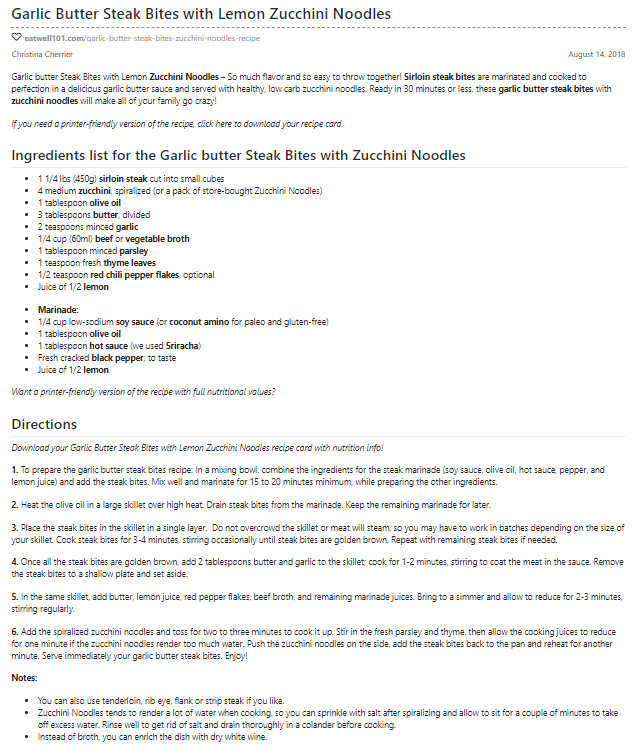 Garlic Butter Steak Bites with Lemon Zucchini Noodles
eatwell101.com/garlic-butter-steak-bites-zucchini-noodles-recipe
Christina Cherrier August 14, 2018
Garlic butter Steak Bites with Lemon Zucchini Noodles – So much flavor and so easy to throw together! Sirloin steak bites are marinated and cooked to
perfection in a delicious garlic butter sauce and served with healthy, low carb zucchini noodles. Ready in 30 minutes or less, these garlic butter steak bites with
zucchini noodles will make all of your family go crazy!
If you need a printer-friendly version of the recipe, click here to download your recipe card.
Ingredients list for the Garlic butter Steak Bites with Zucchini Noodles
• 1 1/4 lbs (450g) sirloin steak cut into small cubes
• 4 medium zucchini, spiralized (or a pack of store-bought Zucchini Noodles)
• 1 tablespoon olive oil
• 3 tablespoons butter, divided
• 2 teaspoons minced garlic
• 1/4 cup (60ml) beef or vegetable broth
• 1 tablespoon minced parsley
• 1 teaspoon fresh thyme leaves
• 1/2 teaspoon red chili pepper flakes, optional
• Juice of 1/2 lemon
• Marinade:
• 1/4 cup low-sodium soy sauce (or coconut amino for paleo and gluten-free)
• 1 tablespoon olive oil
• 1 tablespoon hot sauce (we used Sriracha)
• Fresh cracked black pepper, to taste
• Juice of 1/2 lemon
Want a printer-friendly version of the recipe with full nutritional values?
Directions
Download your Garlic Butter Steak Bites with Lemon Zucchini Noodles recipe card with nutrition info!
1. To prepare the garlic butter steak bites recipe: In a mixing bowl, combine the ingredients for the steak marinade (soy sauce, olive oil, hot sauce, pepper, and
lemon juice) and add the steak bites. Mix well and marinate for 15 to 20 minutes minimum, while preparing the other ingredients.
2. Heat the olive oil in a large skillet over high heat. Drain steak bites from the marinade. Keep the remaining marinade for later.
3. Place the steak bites in the skillet in a single layer. Do not overcrowd the skillet or meat will steam, so you may have to work in batches depending on the size of
your skillet. Cook steak bites for 3-4 minutes, stirring occasionally until steak bites are golden brown. Repeat with remaining steak bites if needed.
4. Once all the steak bites are golden brown, add 2 tablespoons butter and garlic to the skillet; cook for 1-2 minutes, stirring to coat the meat in the sauce. Remove
the steak bites to a shallow plate and set aside.
5. In the same skillet, add butter, lemon juice, red pepper flakes, beef broth, and remaining marinade juices. Bring to a simmer and allow to reduce for 2-3 minutes,
stirring regularly.
6. Add the spiralized zucchini noodles and toss for two to three minutes to cook it up. Stir in the fresh parsley and thyme, then allow the cooking juices to reduce
for one minute if the zucchini noodles render too much water. Push the zucchini noodles on the side, add the steak bites back to the pan and reheat for another
minute. Serve immediately your garlic butter steak bites. Enjoy!
Notes:
• You can also use tenderloin, rib eye, flank or strip steak if you like.
• Zucchini Noodles tends to render a lot of water when cooking, so you can sprinkle with salt after spiralizing and allow to sit for a couple of minutes to take
off excess water. Rinse well to get rid of salt and drain thoroughly in a colander before cooking.
• Instead of broth, you can enrich the dish with dry white wine.